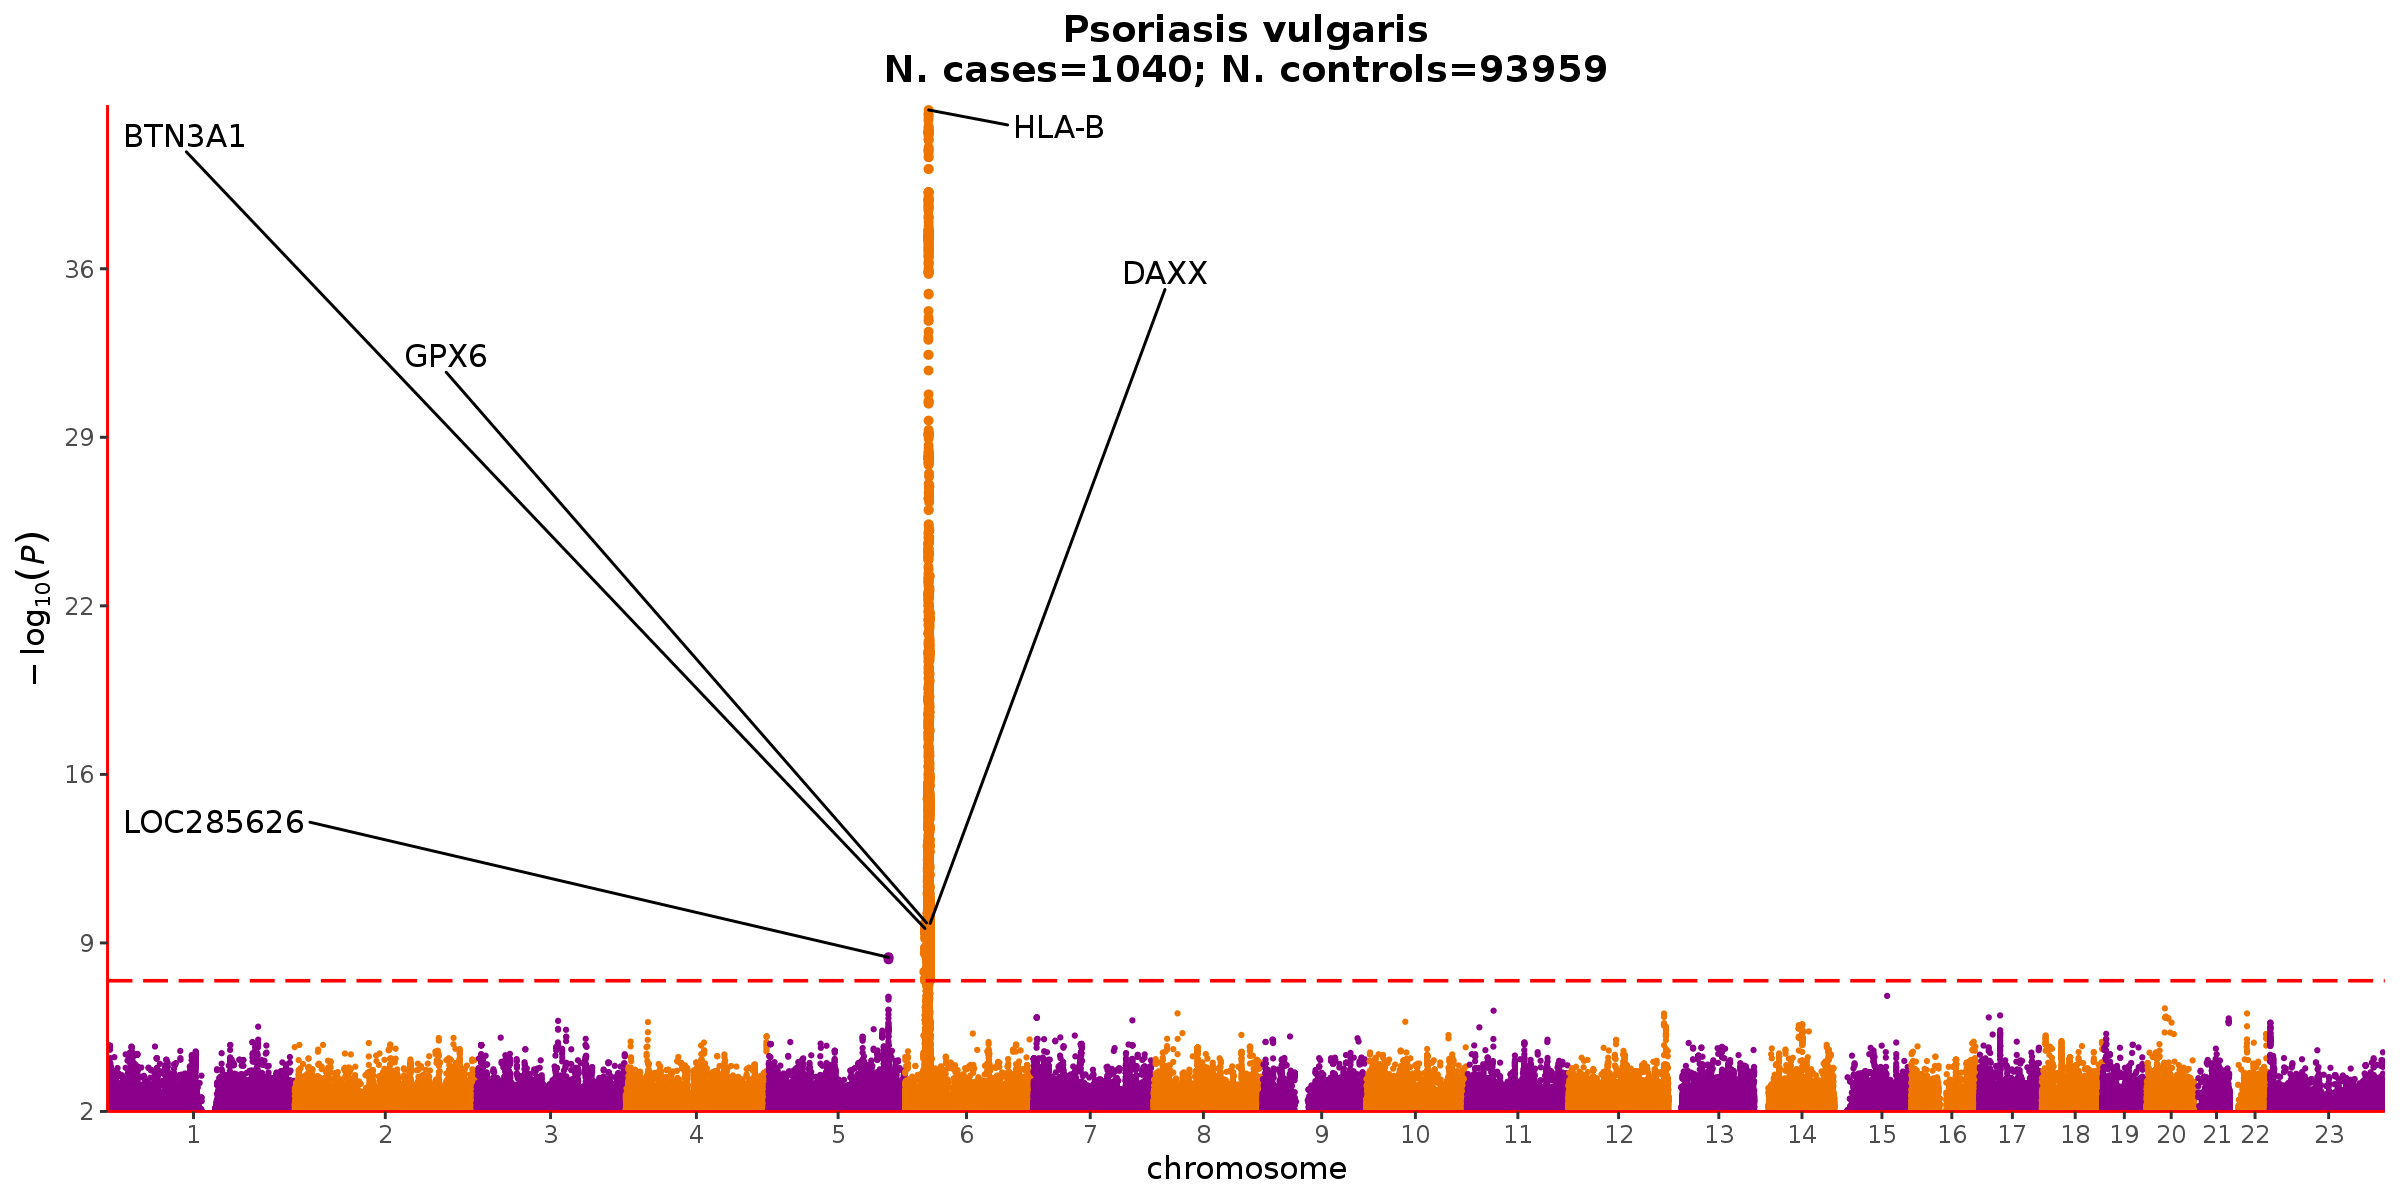 Psoriasis vulgaris
N. cases=1040; N. controls=93959
BTN3A1
HLA-B
DAXX
GPX6
LOC285626
−log10(P)
36
29
22
16
9
2
1 2 3 4 5 6 7 8 9 10 11 12 13 14 15 16 17 18 19 20 21 22 23
chromosome